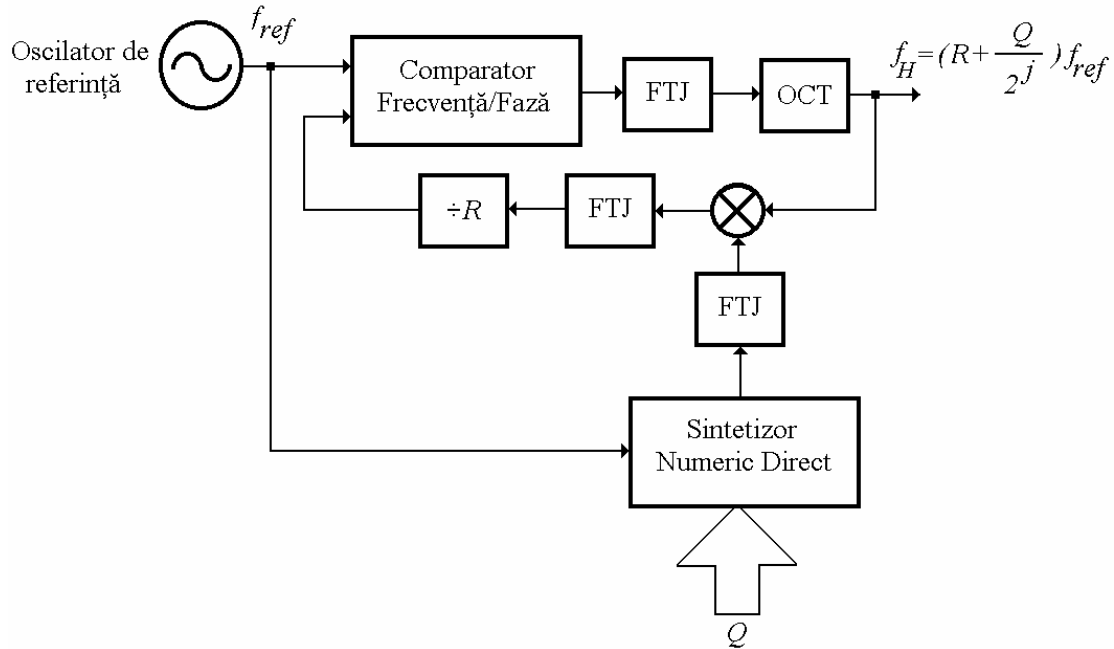 Oscilator de
referință
f_ref
Comparator
Frecvență/Fază
FTJ
OCT
f_H=(R+Q/2^j)f_ref
÷R
FTJ
FTJ
Sintetizor
Numeric Direct
Q